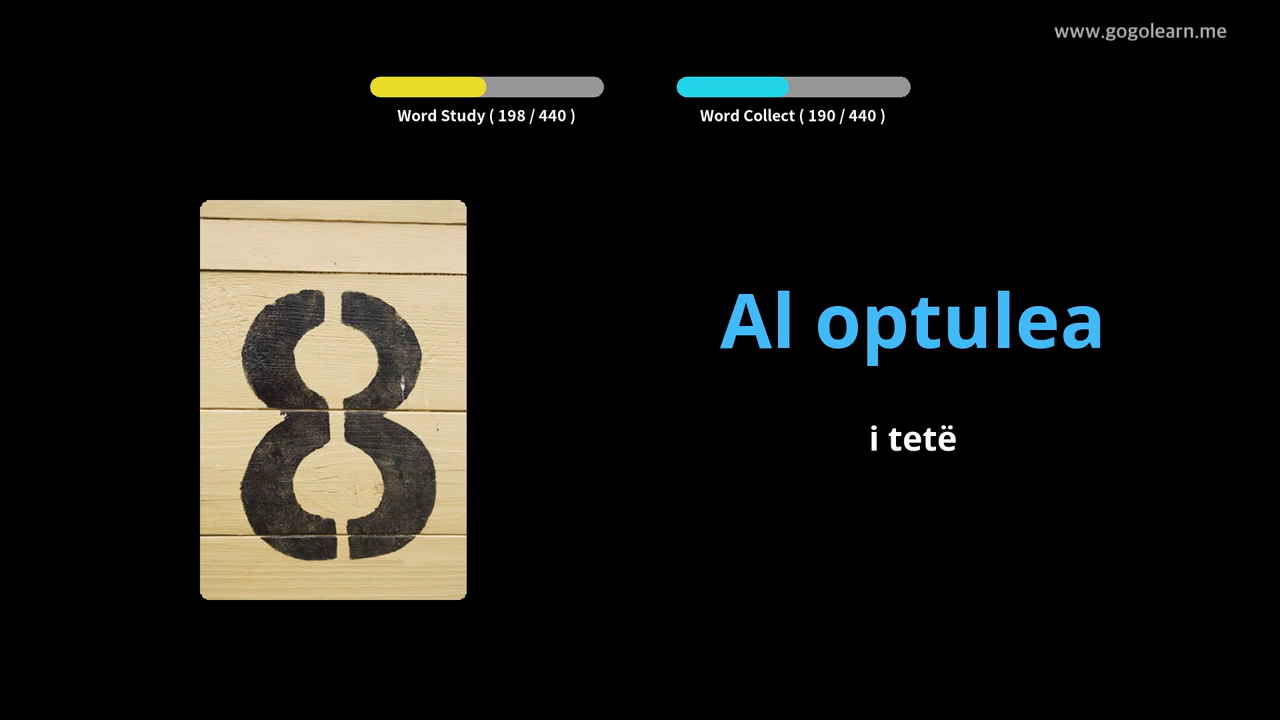 www.gogolearn.me
Word Study ( 198 / 440 )
Word Collect ( 190 / 440 )
8
Al optulea
i tetë